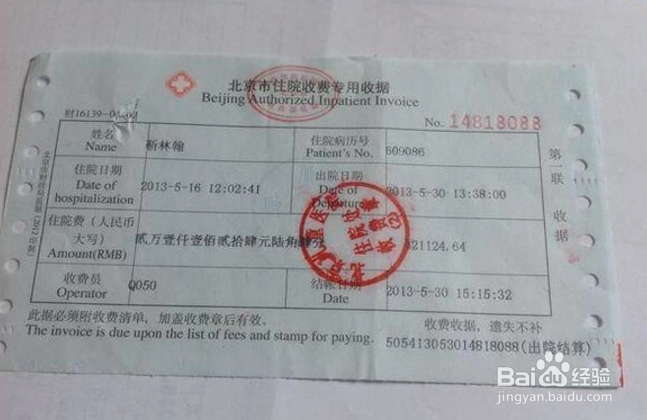 北京市住院收费专用收据
Beijing Authorized Inpatient Invoice
No. 14818088
姓名
Name
靳林翰
住院病历号
Patient's No.
609086
住院日期
Date of
hospitalization
2013-5-16 12:02:41
出院日期
Date of
Departure
2013-5-30 13:38:00
住院费（人民币
大写）
Amount(RMB)
贰万壹仟壹佰贰拾肆元陆角肆分
21124.64
收费员
Operator
Q050
结帐日期
Date
2013-5-30 15:15:32
第一联
收据
此据必须附收费清单，加盖收费章后有效。
The invoice is due upon the list of fees and stamp for paying.
收费收据，遗失不补
505413053014818088(出院结算)
Baidu经验
jingyan.baidu.com